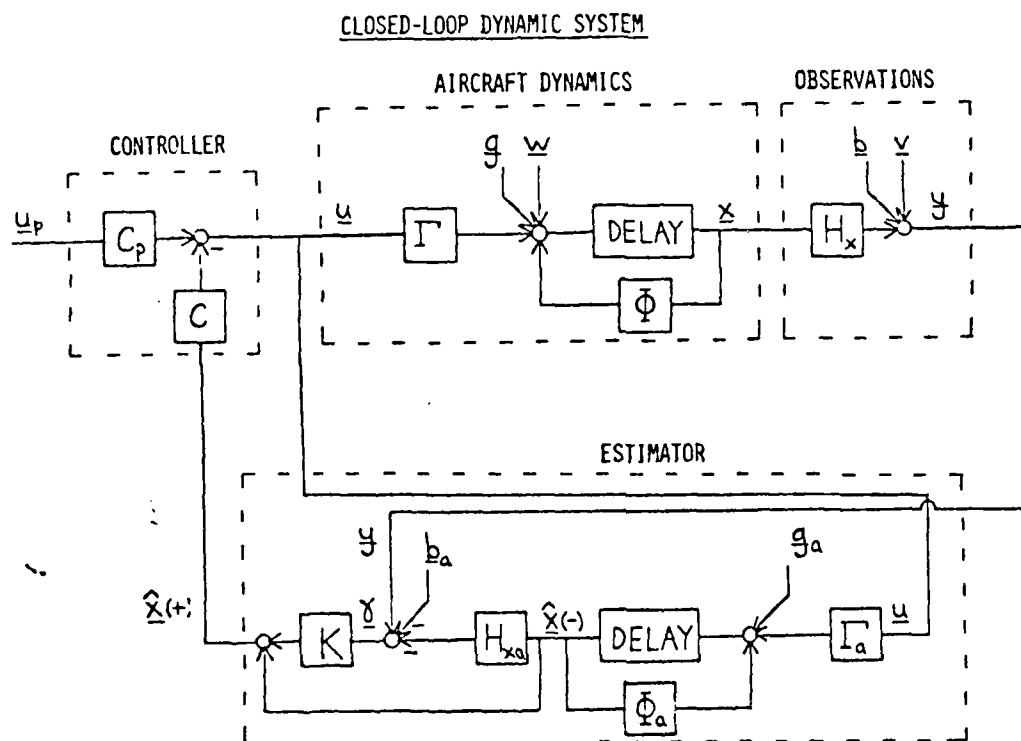 CLOSED-LOOP DYNAMIC SYSTEM
AIRCRAFT DYNAMICS
OBSERVATIONS
CONTROLLER
g w
b v
u_p
C_p
-
u
Γ
DELAY
x
H_x
y
Φ
C
ESTIMATOR
y
b_a
g_a
x̂(+)
K
γ
-
-
H_xa
x̂(-)
DELAY
Γ_a
u
Φ_a